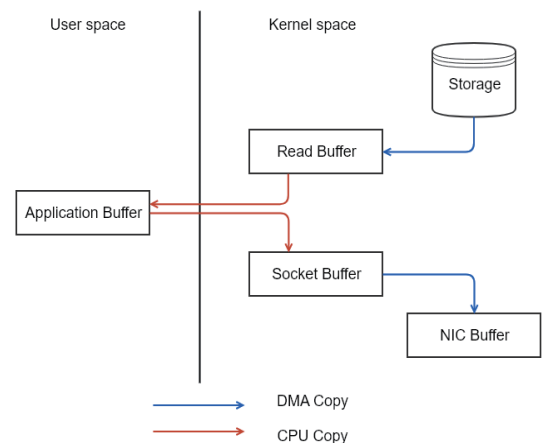 User space
Kernel space
Storage
Read Buffer
Application Buffer
Socket Buffer
NIC Buffer
DMA Copy
CPU Copy